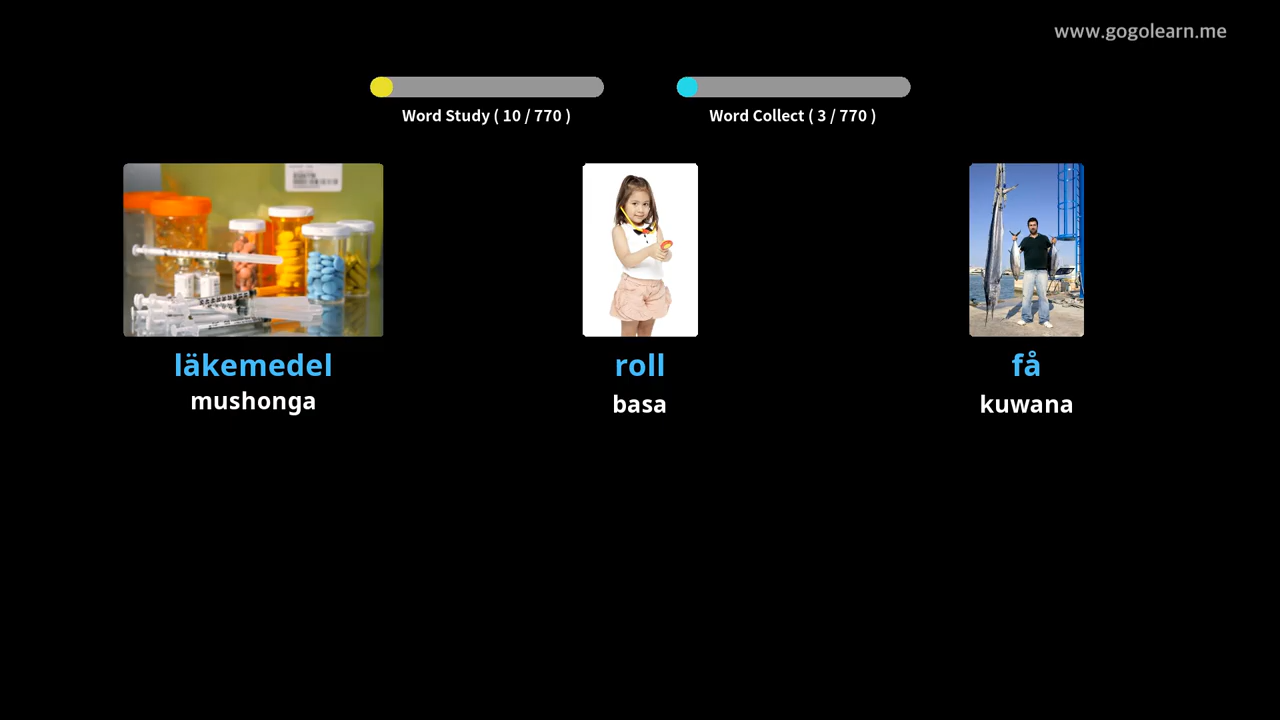 www.gogolearn.me
Word Study ( 10 / 770 )
Word Collect ( 3 / 770 )
läkemedel
mushonga
roll
basa
få
kuwana